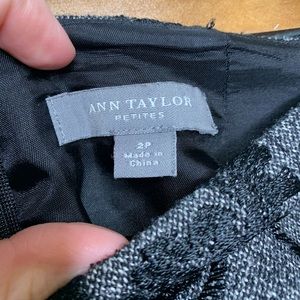 ANN TAYLOR
PETITES
2P
Made in
China